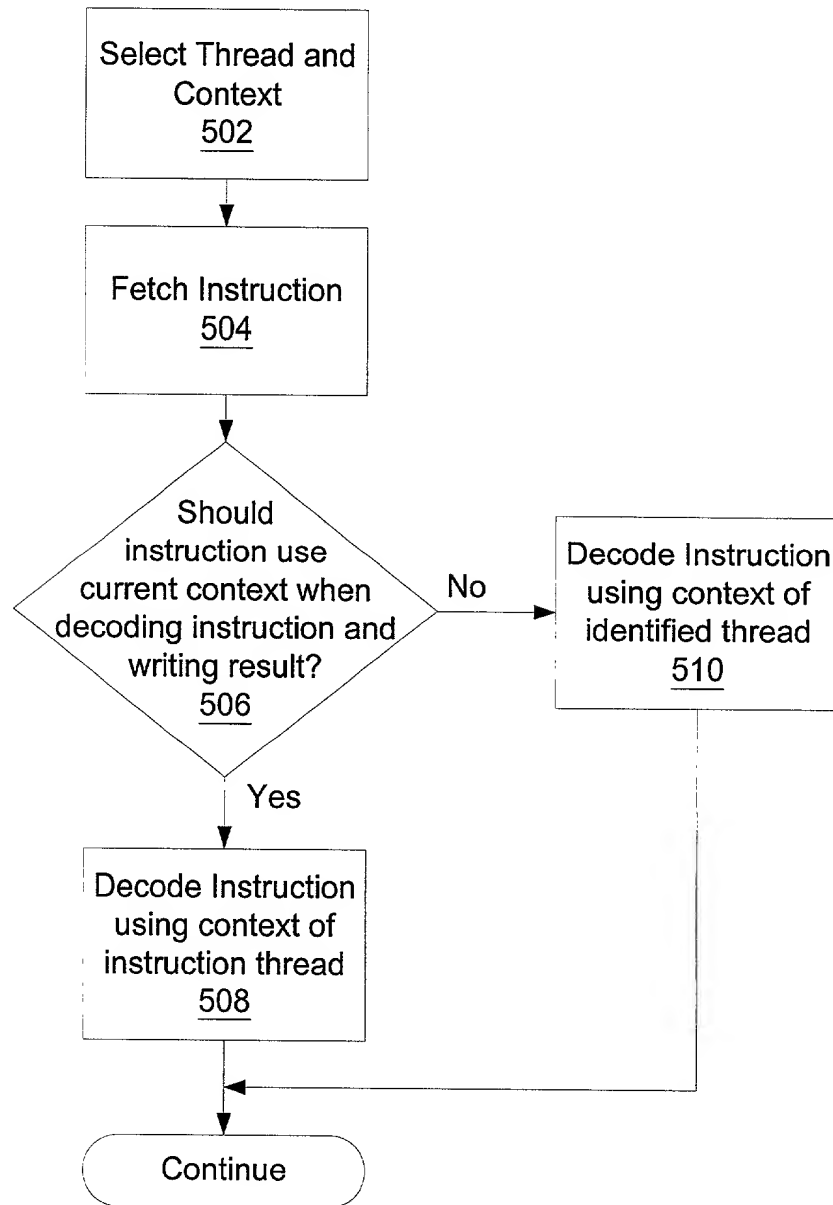 Select Thread and
Context
502
Fetch Instruction
504
Should
instruction use
current context when
decoding instruction and
writing result?
506
No
Decode Instruction
using context of
identified thread
510
Yes
Decode Instruction
using context of
instruction thread
508
Continue